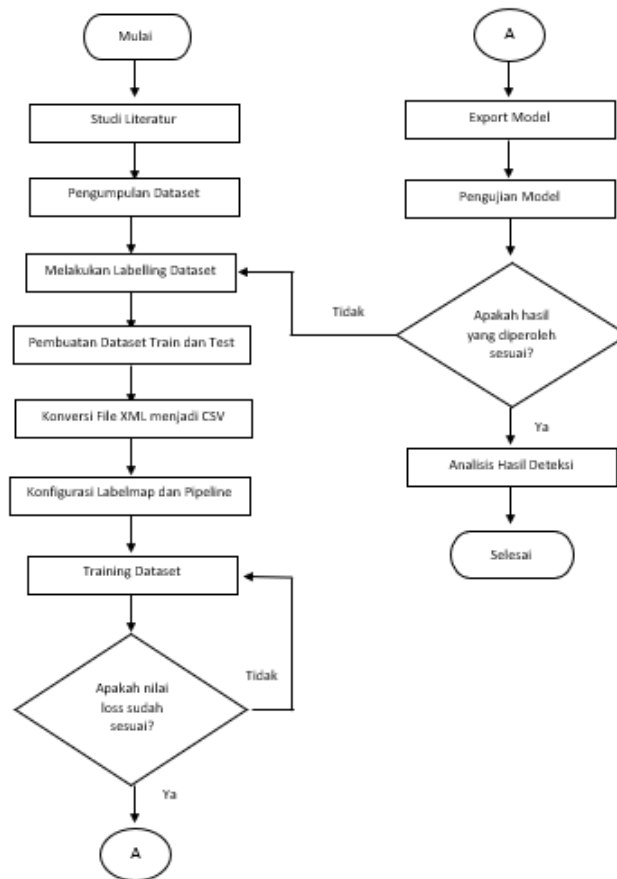 Mulai
Studi Literatur
Pengumpulan Dataset
Melakukan Labelling Dataset
Pembuatan Dataset Train dan Test
Konversi File XML menjadi CSV
Konfigurasi Labelmap dan Pipeline
Training Dataset
Tidak
Apakah nilai
loss sudah
sesuai?
Ya
A
A
Export Model
Pengujian Model
Tidak
Apakah hasil
yang diperoleh
sesuai?
Ya
Analisis Hasil Deteksi
Selesai